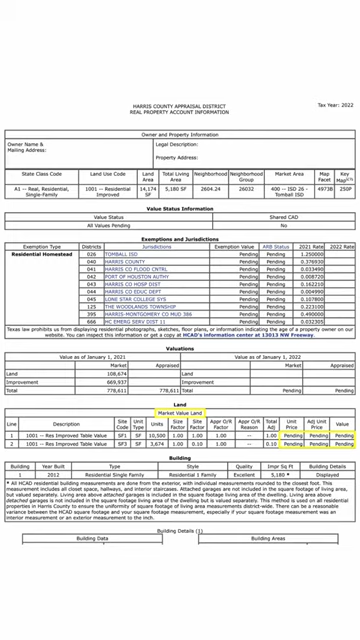 HARRIS COUNTY APPRAISAL DISTRICT
REAL PROPERTY ACCOUNT INFORMATION
Tax Year: 2022
Owner and Property Information
Owner Name &
Mailing Address:
Legal Description:
Property Address:
State Class Code Land Use Code Land Area Total Living Area Neighborhood Neighborhood Group Market Area Map Facet Key Map®
A1 -- Real, Residential, Single-Family 1001 -- Residential Improved 14,174 SF 5,180 SF 2604.24 26032 400 -- ISD 26 - Tomball ISD 4973B 250P
Value Status Information
Value Status Shared CAD
All Values Pending No
Exemptions and Jurisdictions
Exemption Type Districts Jurisdictions Exemption Value ARB Status 2021 Rate 2022 Rate
Residential Homestead 026 TOMBALL ISD Pending Pending 1.250000
040 HARRIS COUNTY Pending Pending 0.376930
041 HARRIS CO FLOOD CNTRL Pending Pending 0.033490
042 PORT OF HOUSTON AUTHY Pending Pending 0.008720
043 HARRIS CO HOSP DIST Pending Pending 0.162210
044 HARRIS CO EDUC DEPT Pending Pending 0.004990
045 LONE STAR COLLEGE SYS Pending Pending 0.107800
125 THE WOODLANDS TOWNSHIP Pending Pending 0.223100
395 HARRIS-MONTGOMERY CO MUD 386 Pending Pending 0.490000
666 HC EMERG SERV DIST 11 Pending Pending 0.032305
Texas law prohibits us from displaying residential photographs, sketches, floor plans, or information indicating the age of a property owner on our
website. You can inspect this information or get a copy at HCAD's information center at 13013 NW Freeway.
Valuations
Value as of January 1, 2021 Value as of January 1, 2022
Market Appraised Market Appraised
Land 108,674 Land
Improvement 669,937 Improvement
Total 778,611 778,611 Total Pending Pending
Land
Market Value Land
Line Description Site Code Unit Type Units Size Factor Site Factor Appr O/R Factor Appr O/R Reason Total Adj Unit Price Adj Unit Price Value
1 1001 -- Res Improved Table Value SF1 SF 10,500 1.00 1.00 1.00 -- 1.00 Pending Pending Pending
2 1001 -- Res Improved Table Value SF3 SF 3,674 1.00 0.10 1.00 -- 0.10 Pending Pending Pending
Building
Building Year Built Type Style Quality Impr Sq Ft Building Details
1 2012 Residential Single Family Residential Single Family Excellent 5,180 * Displayed
* All HCAD residential building measurements are done from the exterior, with individual measurements rounded to the closest foot. This
measurement includes all closet space, hallways, and interior staircases. Attached garages are not included in the square footage of living area,
but valued separately. Living area above attached garages is included in the square footage living area of the dwelling. Living area above
detached garages is not included in the square footage living area of the dwelling but is valued separately. This method is used on all residential
properties in Harris County to ensure the uniformity of square footage of living area measurements district-wide. There can be a reasonable
variance between the HCAD square footage and your square footage measurement, especially if your square footage measurement was an
interior measurement or an exterior measurement to the inch.
Building Details (1)
Building Data Building Areas